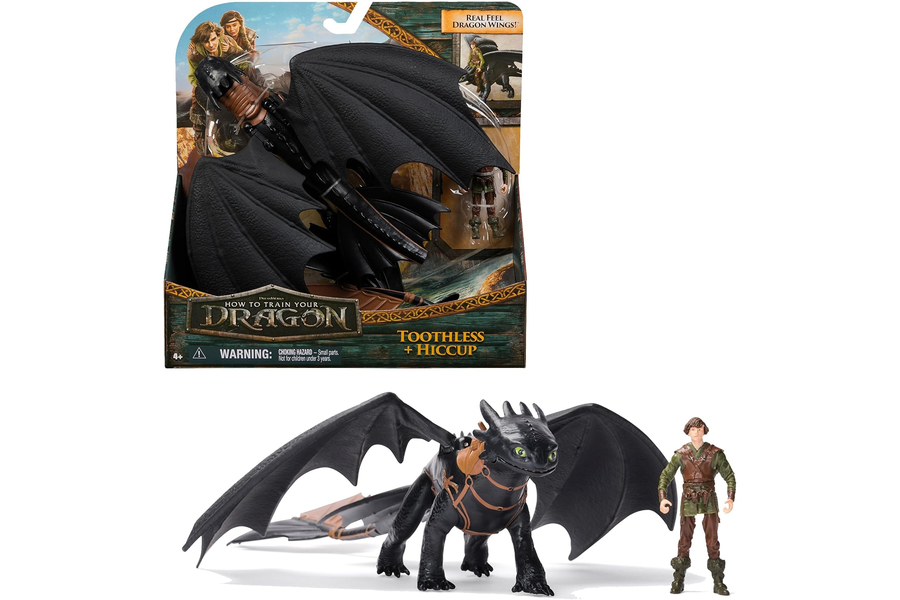 REAL FEEL
DRAGON WINGS!
DREAMWORKS
HOW TO TRAIN YOUR
DRAGON
TOOTHLESS
+ HICCUP
4+
WARNING:
CHOKING HAZARD – Small parts.
Not for children under 3 years.